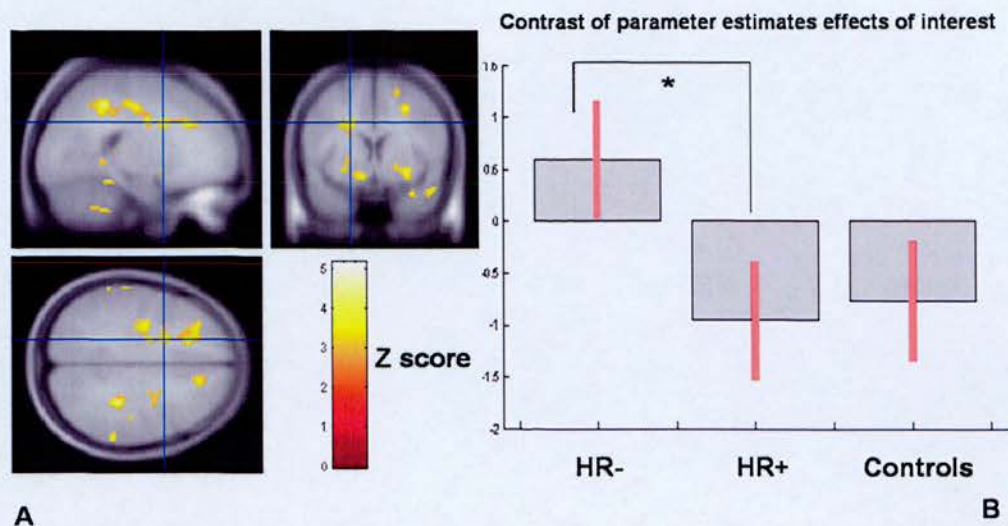 Contrast of parameter estimates effects of interest
1.5
1
0.5
0
-0.5
-1
-1.5
-2
*
5
4
3
2
1
0
Z score
HR-
HR+
Controls
A
B